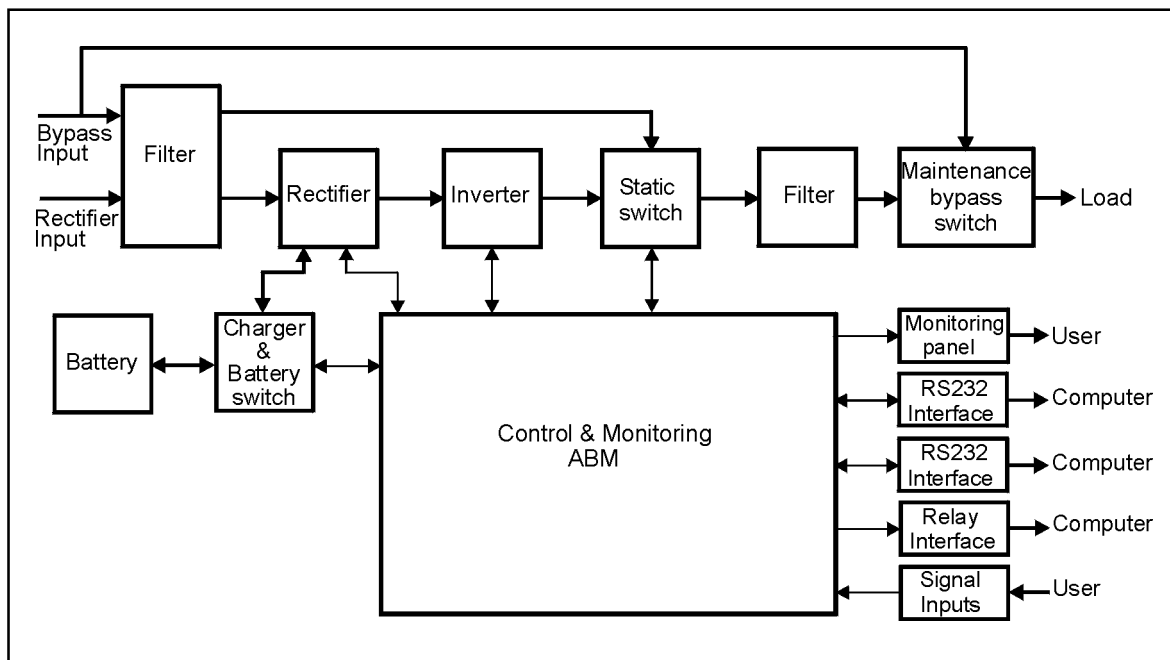 Bypass
Input
Filter
Rectifier
Input
Rectifier
Inverter
Static
switch
Filter
Maintenance
bypass
switch
Load
Battery
Charger
&
Battery
switch
Control & Monitoring
ABM
Monitoring
panel
User
RS232
Interface
Computer
RS232
Interface
Computer
Relay
Interface
Computer
Signal
Inputs
User